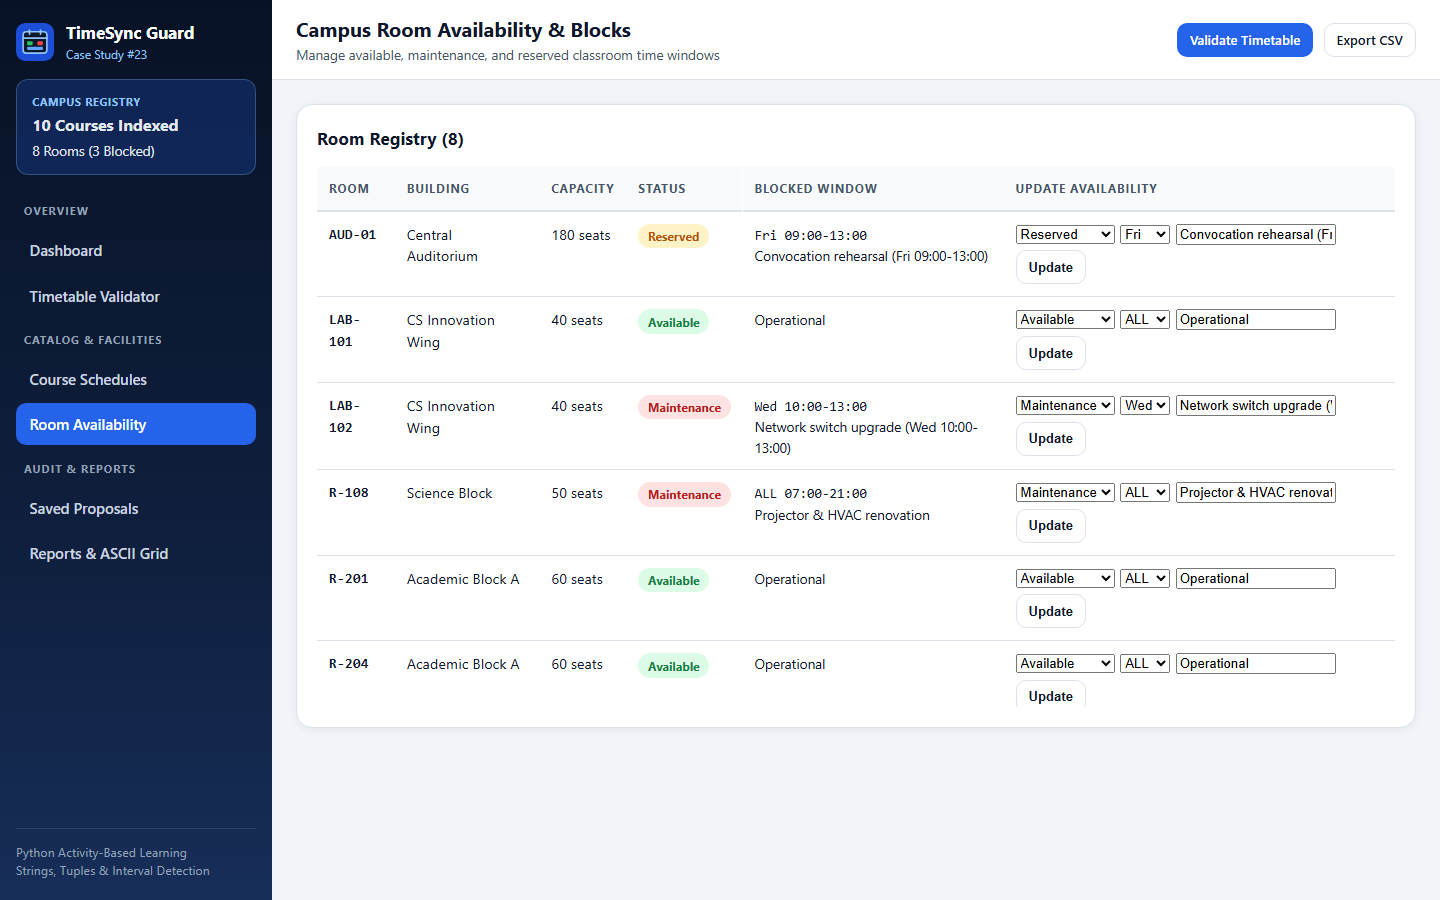 TimeSync Guard
Case Study #23
CAMPUS REGISTRY
10 Courses Indexed
8 Rooms (3 Blocked)
OVERVIEW
Dashboard
Timetable Validator
CATALOG & FACILITIES
Course Schedules
Room Availability
AUDIT & REPORTS
Saved Proposals
Reports & ASCII Grid
Python Activity-Based Learning
Strings, Tuples & Interval Detection
Campus Room Availability & Blocks
Manage available, maintenance, and reserved classroom time windows
Validate Timetable
Export CSV
Room Registry (8)
ROOM BUILDING CAPACITY STATUS BLOCKED WINDOW UPDATE AVAILABILITY
AUD-01 Central 180 seats Reserved Fri 09:00-13:00 Reserved Fri Convocation rehearsal (Fr
Auditorium Convocation rehearsal (Fri 09:00-13:00)
Update
LAB- CS Innovation 40 seats Available Operational Available ALL Operational
101 Wing
Update
LAB- CS Innovation 40 seats Maintenance Wed 10:00-13:00 Maintenance Wed Network switch upgrade (
102 Wing Network switch upgrade (Wed 10:00-
13:00)
Update
R-108 Science Block 50 seats Maintenance ALL 07:00-21:00 Maintenance ALL Projector & HVAC renovat
Projector & HVAC renovation
Update
R-201 Academic Block A 60 seats Available Operational Available ALL Operational
Update
R-204 Academic Block A 60 seats Available Operational Available ALL Operational
Update